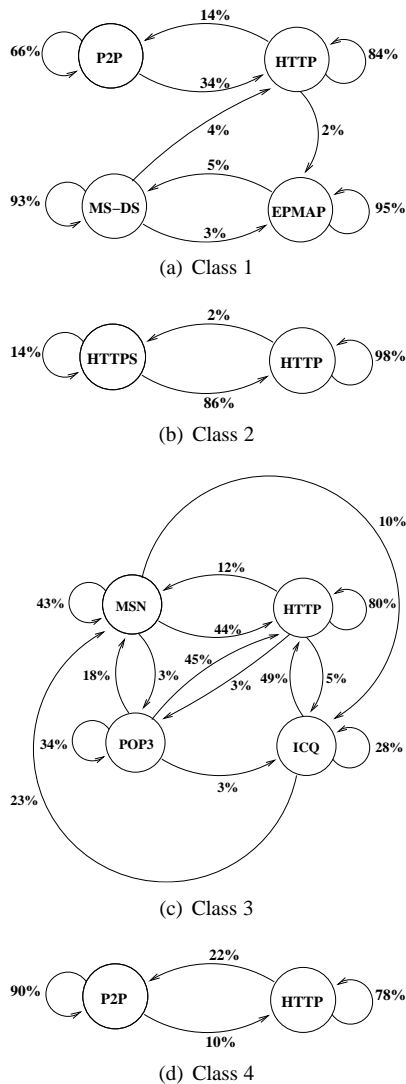 14%
66%
P2P
HTTP
84%
34%
4%
2%
5%
93%
MS–DS
EPMAP
95%
3%
(a) Class 1
2%
14%
HTTPS
HTTP
98%
86%
(b) Class 2
10%
12%
43%
MSN
HTTP
80%
44%
45%
18%
3%
3%
49%
5%
34%
POP3
ICQ
28%
3%
23%
(c) Class 3
22%
90%
P2P
HTTP
78%
10%
(d) Class 4